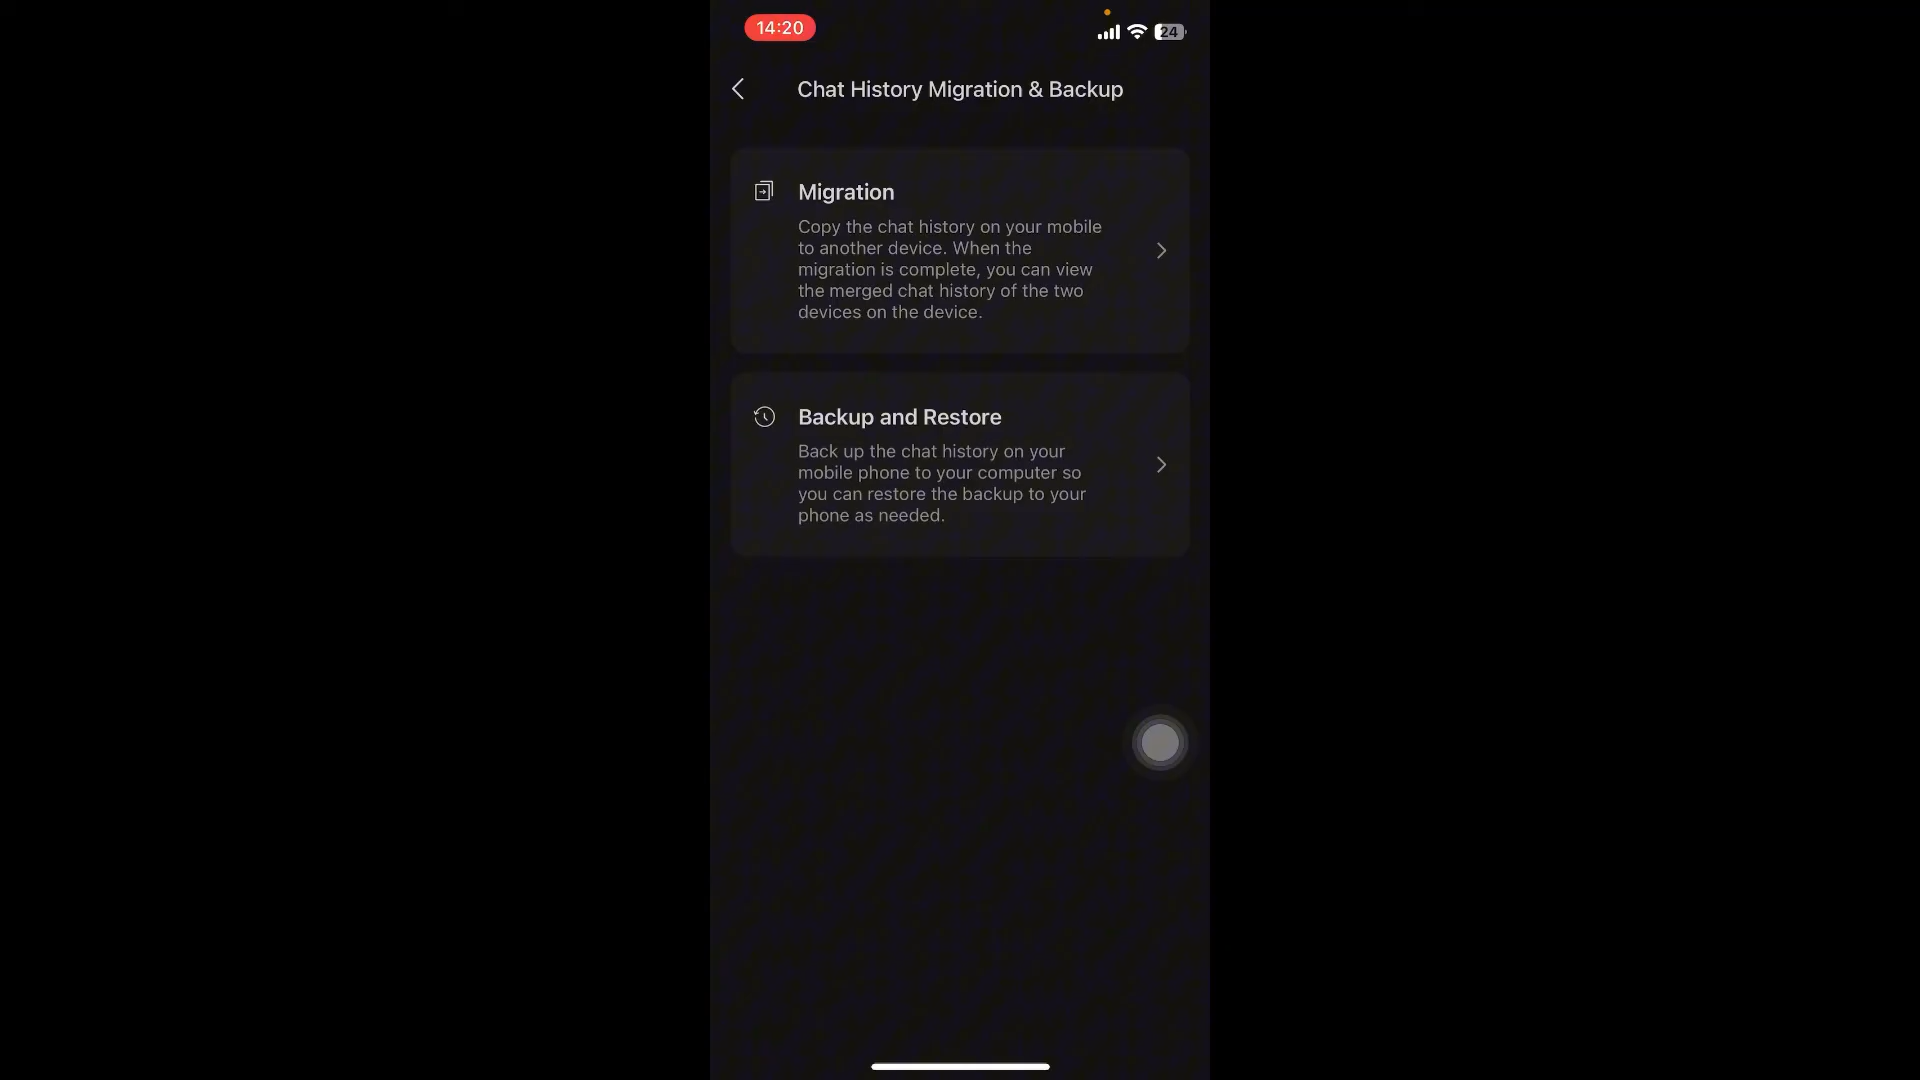 14:20
24
Chat History Migration & Backup
Migration
Copy the chat history on your mobile
to another device. When the
migration is complete, you can view
the merged chat history of the two
devices on the device.
Backup and Restore
Back up the chat history on your
mobile phone to your computer so
you can restore the backup to your
phone as needed.